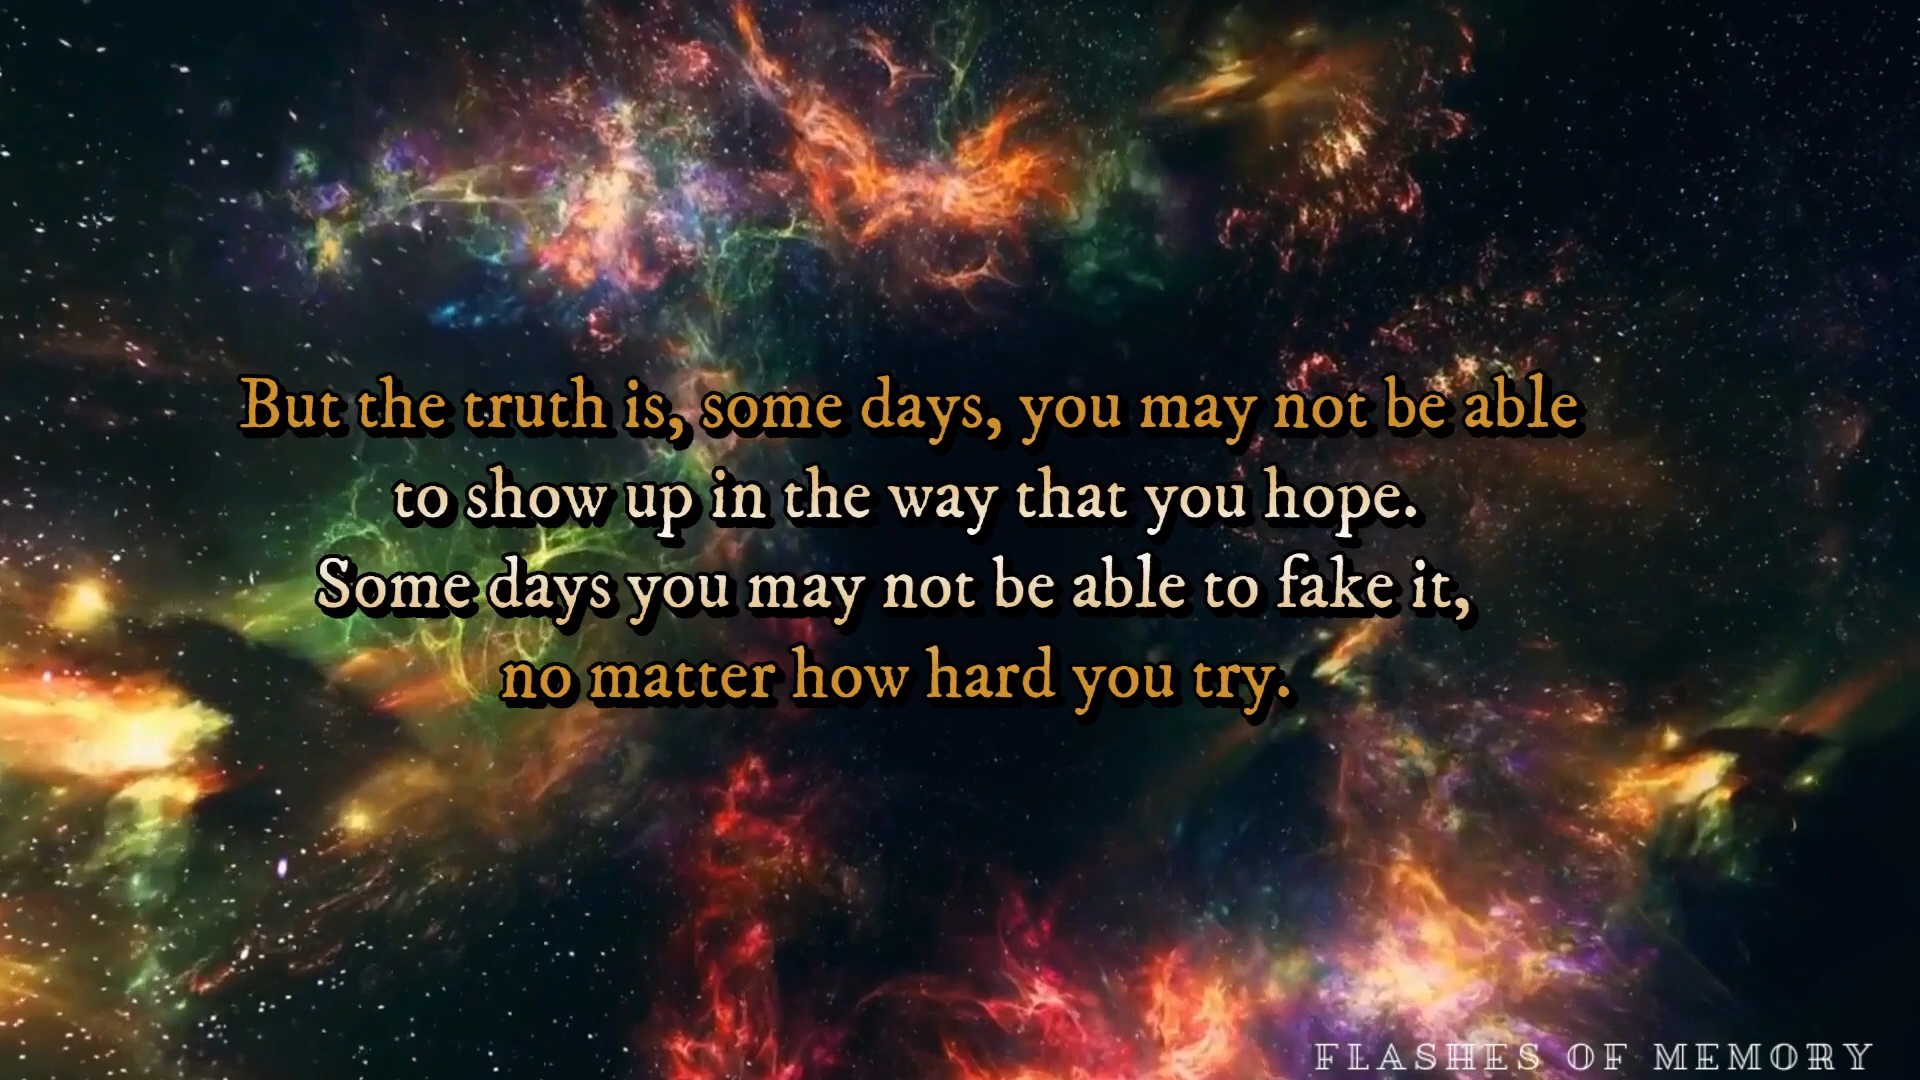 But the truth is, some days, you may not be able
to show up in the way that you hope.
Some days you may not be able to fake it,
no matter how hard you try.
FLASHES OF MEMORY